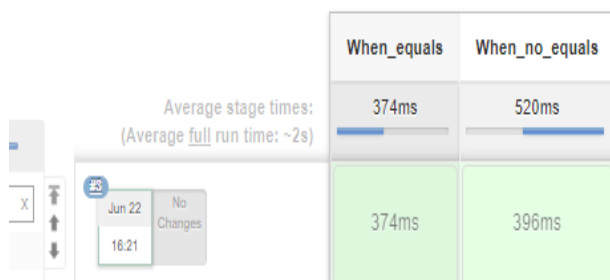 When_equals
When_no_equals
Average stage times:
374ms
520ms
(Average full run time: ~2s)
#3
Jun 22
No
Changes
16:21
374ms
396ms
X